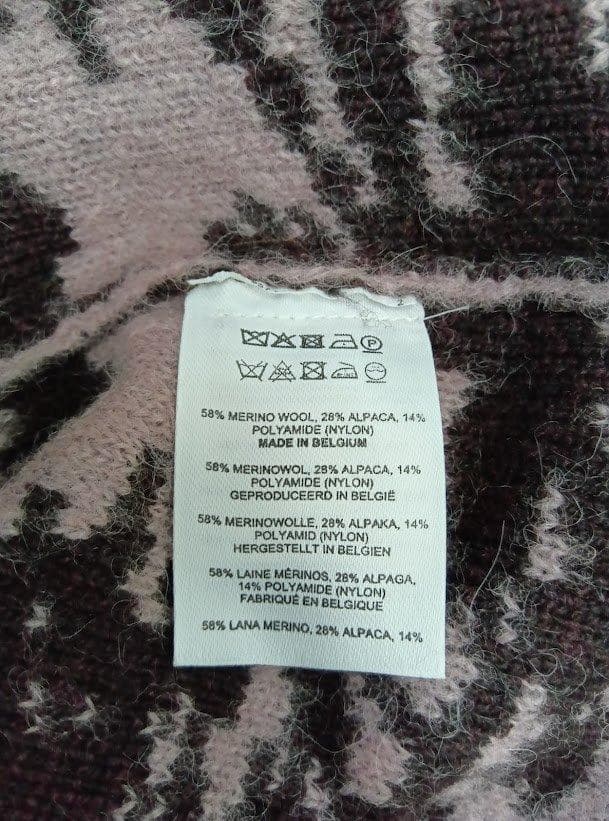 P
58% MERINO WOOL, 28% ALPACA, 14%
POLYAMIDE (NYLON)
MADE IN BELGIUM
58% MERINOWOL, 28% ALPACA, 14%
POLYAMIDE (NYLON)
GEPRODUCEERD IN BELGIË
58% MERINOWOLLE, 28% ALPAKA, 14%
POLYAMID (NYLON)
HERGESTELLT IN BELGIEN
58% LAINE MÉRINOS, 28% ALPAGA,
14% POLYAMIDE (NYLON)
FABRIQUÉ EN BELGIQUE
58% LANA MERINO, 28% ALPACA, 14%